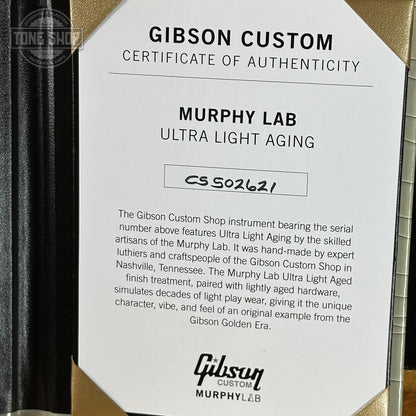 TONE SHOP
GIBSON CUSTOM
CERTIFICATE OF AUTHENTICITY
MURPHY LAB
ULTRA LIGHT AGING
CS502621
The Gibson Custom Shop instrument bearing the serial
number above features Ultra Light Aging by the skilled
artisans of the Murphy Lab. It was hand-made by expert
luthiers and craftspeople of the Gibson Custom Shop in
Nashville, Tennessee. The Murphy Lab Ultra Light Aged
finish treatment, paired with lightly aged hardware,
simulates decades of light play wear, giving it the unique
character, vibe, and feel of an original example from the
Gibson Golden Era.
Gibson
CUSTOM
MURPHY LAB